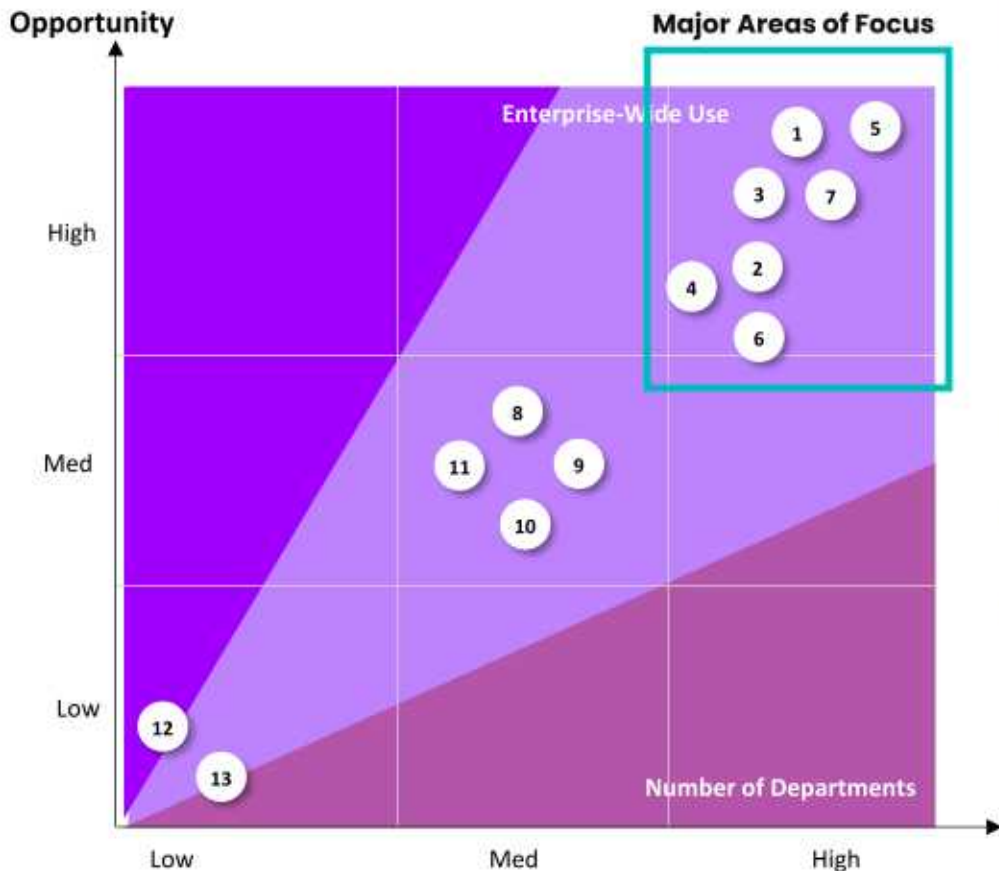 Opportunity
Major Areas of Focus
Enterprise-Wide Use
1
5
3
7
High
2
4
6
8
Med
11
9
10
Low
12
13
Number of Departments
Low
Med
High